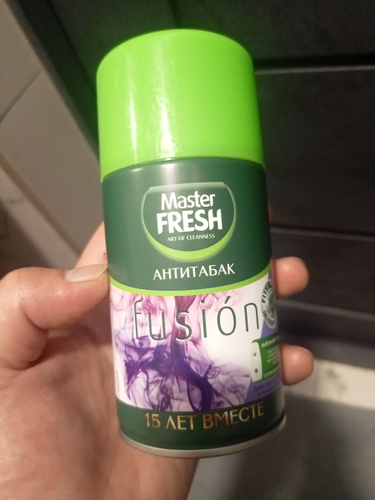 Master
FRESH
ART OF CLEANNESS
АНТИТАБАК
fusión
15 ЛЕТ ВМЕСТЕ